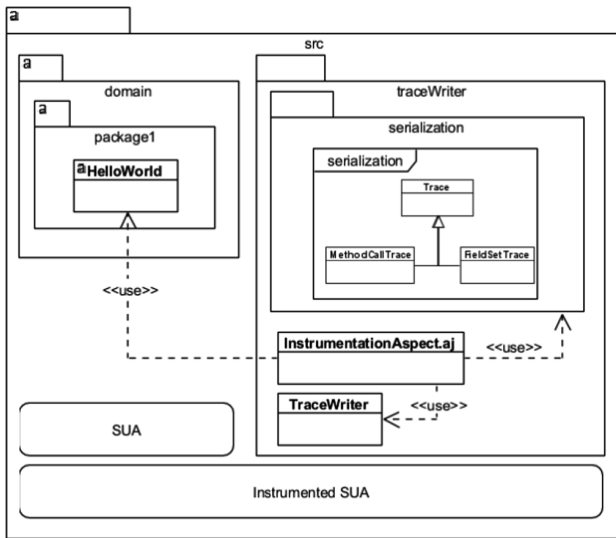 a
src
a
domain
traceWriter
a
package1
serialization
aHelloWorld
serialization
Trace
MethodCallTrace
FieldSetTrace
<<use>>
InstrumentationAspect.aj
<<use>>
TraceWriter
<<use>>
SUA
Instrumented SUA